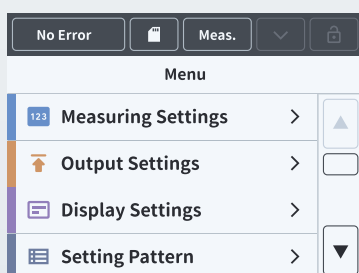 No Error
Meas.
Menu
123 Measuring Settings
Output Settings
Display Settings
Setting Pattern